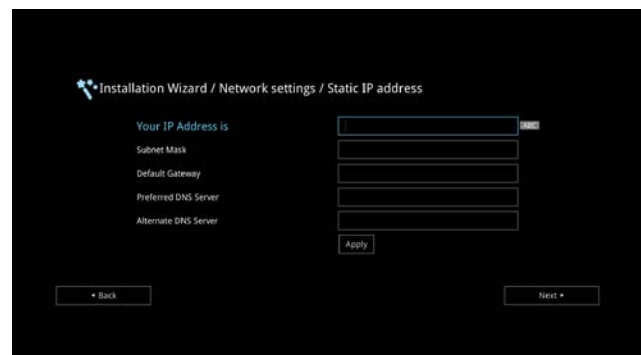 Installation Wizard / Network settings / Static IP address
Your IP Address is
ABC
Subnet Mask
Default Gateway
Preferred DNS Server
Alternate DNS Server
Apply
Back
Next